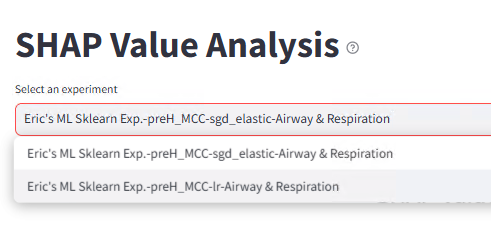 SHAP Value Analysis
Select an experiment
Eric's ML Sklearn Exp.-preH_MCC-sgd_elastic-Airway & Respiration
Eric's ML Sklearn Exp.-preH_MCC-sgd_elastic-Airway & Respiration
Eric's ML Sklearn Exp.-preH_MCC-lr-Airway & Respiration